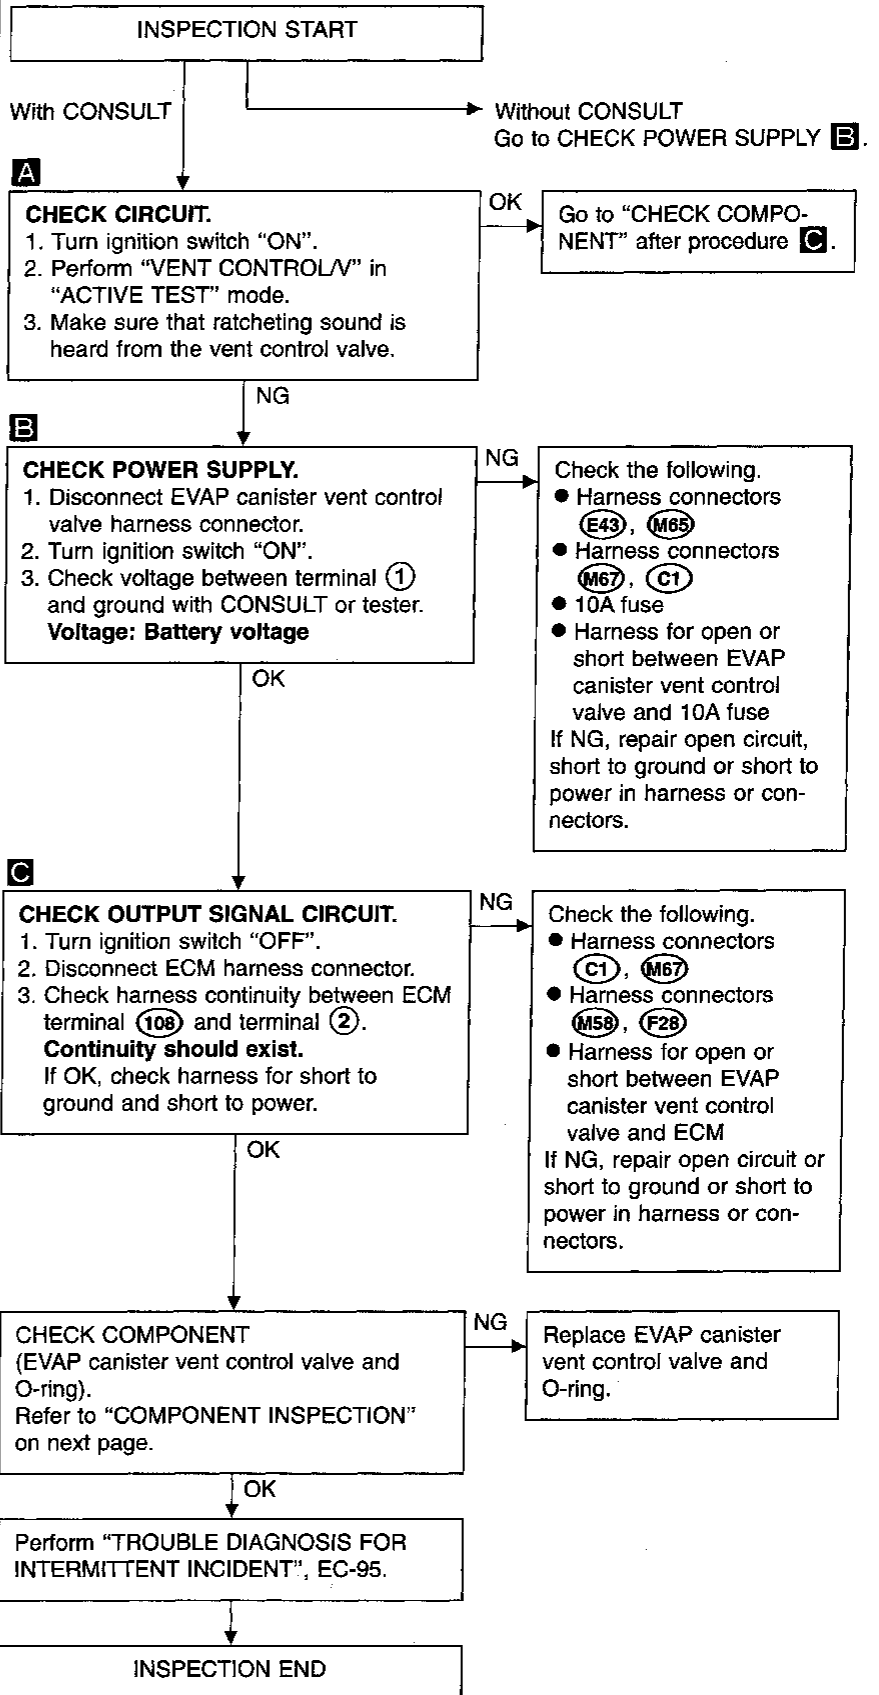 INSPECTION START
With CONSULT
Without CONSULT
Go to CHECK POWER SUPPLY B.
A
CHECK CIRCUIT.
1. Turn ignition switch “ON”.
2. Perform “VENT CONTROL/V” in
“ACTIVE TEST” mode.
3. Make sure that ratcheting sound is
heard from the vent control valve.
OK
Go to “CHECK COMPO-
NENT” after procedure C.
NG
B
CHECK POWER SUPPLY.
1. Disconnect EVAP canister vent control
valve harness connector.
2. Turn ignition switch “ON”.
3. Check voltage between terminal ①
and ground with CONSULT or tester.
Voltage: Battery voltage
NG
Check the following.
● Harness connectors
E43, M65
● Harness connectors
M67, C1
● 10A fuse
● Harness for open or
short between EVAP
canister vent control
valve and 10A fuse
If NG, repair open circuit,
short to ground or short to
power in harness or con-
nectors.
OK
C
CHECK OUTPUT SIGNAL CIRCUIT.
1. Turn ignition switch “OFF”.
2. Disconnect ECM harness connector.
3. Check harness continuity between ECM
terminal 108 and terminal ②.
Continuity should exist.
If OK, check harness for short to
ground and short to power.
NG
Check the following.
● Harness connectors
C1, M67
● Harness connectors
M58, F28
● Harness for open or
short between EVAP
canister vent control
valve and ECM
If NG, repair open circuit or
short to ground or short to
power in harness or con-
nectors.
OK
CHECK COMPONENT
(EVAP canister vent control valve and
O-ring).
Refer to “COMPONENT INSPECTION”
on next page.
NG
Replace EVAP canister
vent control valve and
O-ring.
OK
Perform “TROUBLE DIAGNOSIS FOR
INTERMITTENT INCIDENT”, EC-95.
INSPECTION END